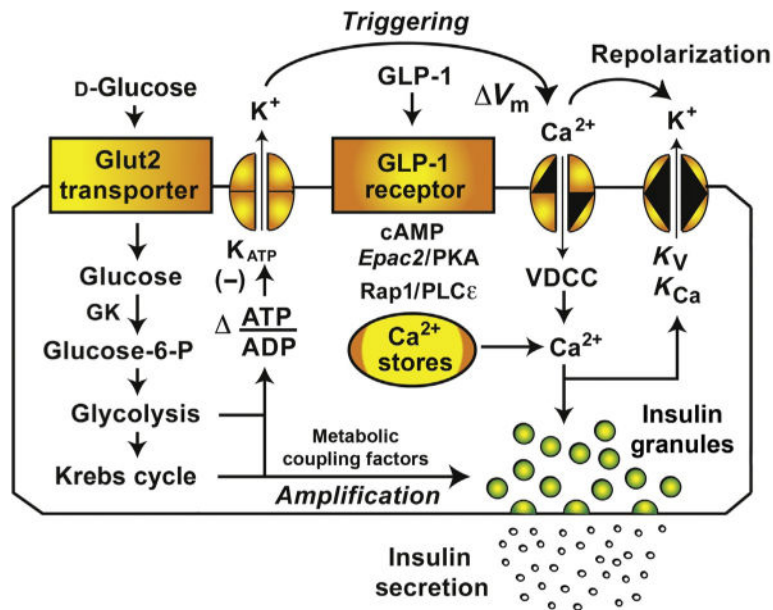 Triggering
D-Glucose
K+
GLP-1
ΔVm
Ca2+
Repolarization
K+
Glut2
transporter
GLP-1
receptor
KATP
(–)
cAMP
Epac2/PKA
Rap1/PLCε
VDCC
KV
KCa
Glucose
GK
Δ ATP
ADP
Glucose-6-P
Ca2+
stores
Ca2+
Glycolysis
Insulin
granules
Metabolic
coupling factors
Krebs cycle
Amplification
Insulin
secretion